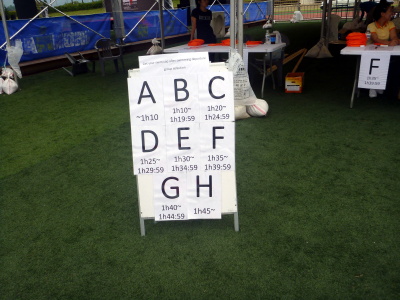 A ABC C
~1h10 1h10~ 1h20~
1h19:59 1h24:59
D E F
1h25~ 1h30~ 1h35~
1h29:59 1h34:59 1h39:59
G H
1h40~ 1h45~
1h44:59
F